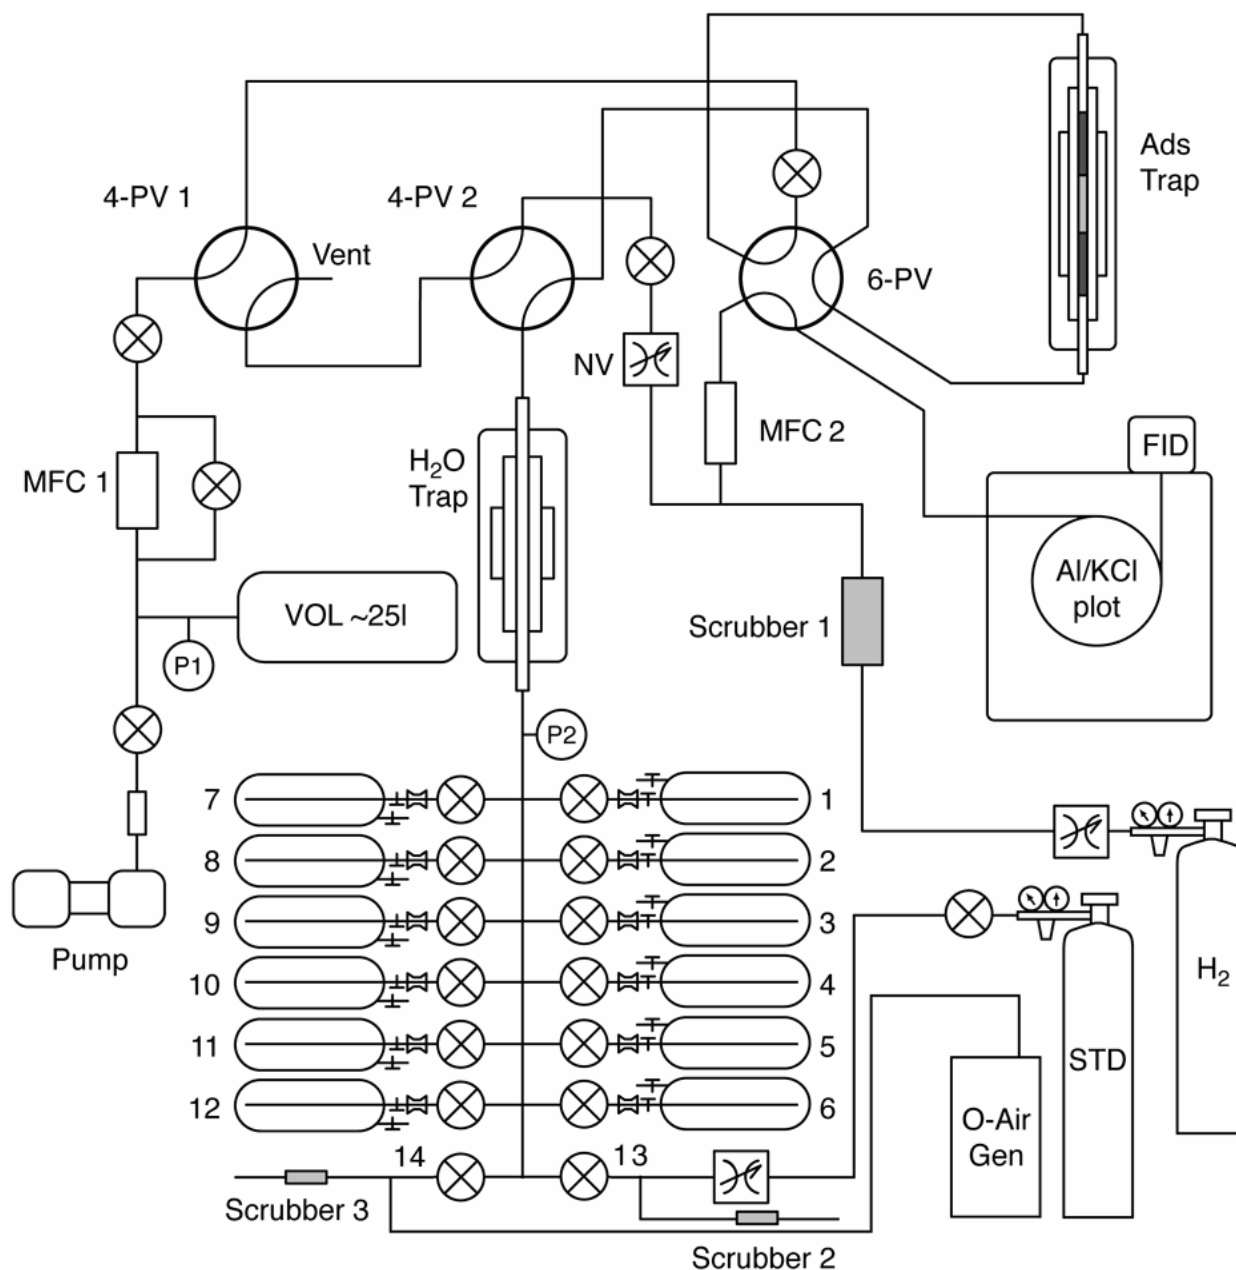 Ads
Trap
4-PV 1
4-PV 2
Vent
6-PV
NV
MFC 2
FID
H₂O
Trap
MFC 1
Al/KCl
plot
VOL ~25l
Scrubber 1
P1
P2
7
1
8
2
9
3
Pump
10
4
H₂
11
5
STD
12
6
O-Air
Gen
14
13
Scrubber 3
Scrubber 2